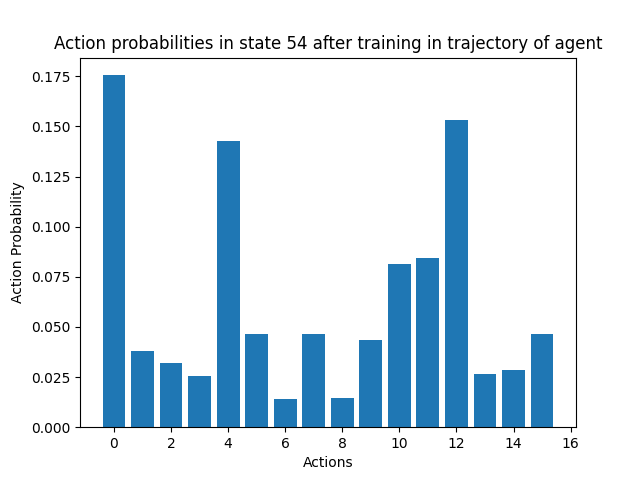 Action probabilities in state 54 after training in trajectory of agent
Action Probability
0.175
0.150
0.125
0.100
0.075
0.050
0.025
0.000
0 2 4 6 8 10 12 14 16
Actions